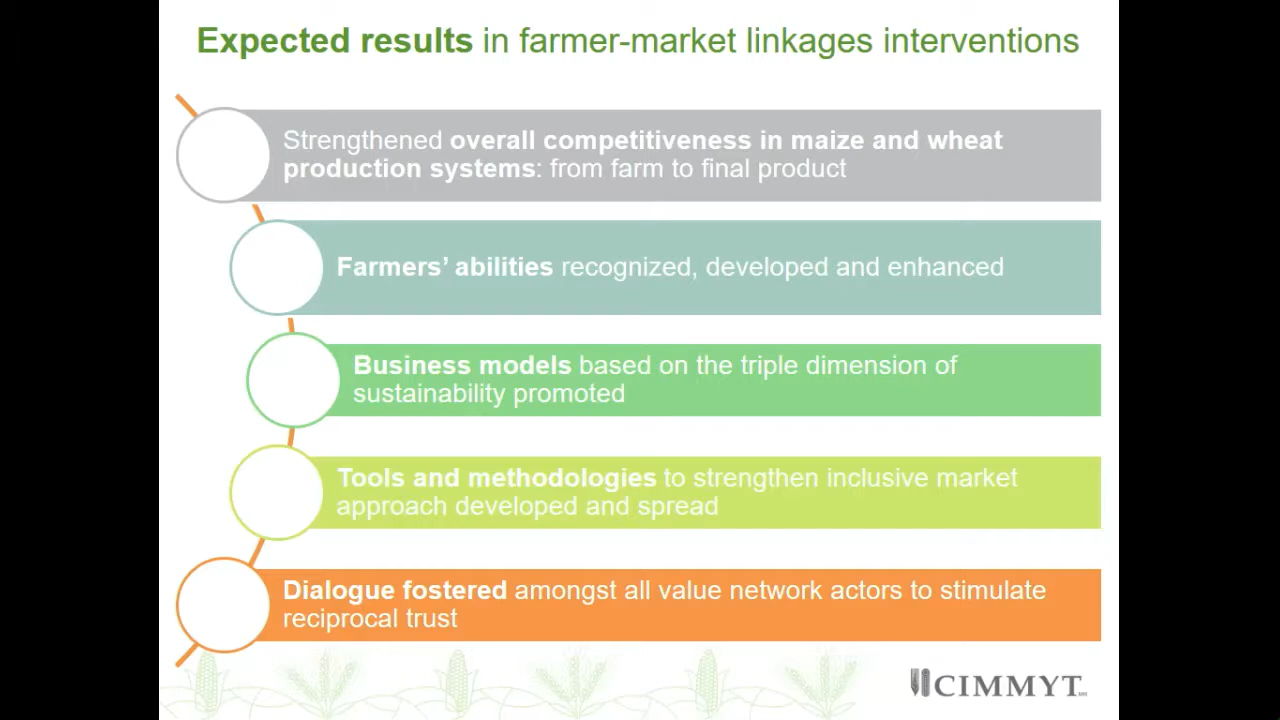 Expected results in farmer-market linkages interventions
Strengthened overall competitiveness in maize and wheat
production systems: from farm to final product
Farmers’ abilities recognized, developed and enhanced
Business models based on the triple dimension of
sustainability promoted
Tools and methodologies to strengthen inclusive market
approach developed and spread
Dialogue fostered amongst all value network actors to stimulate
reciprocal trust
CIMMYT